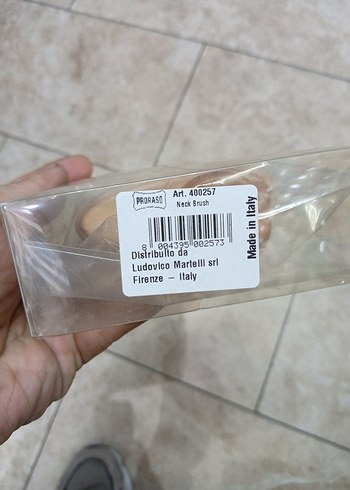 PRORASO
Art. 400257
Neck Brush
8 004395 002573
Distribuito da
Ludovico Martelli srl
Firenze – Italy
Made in Italy